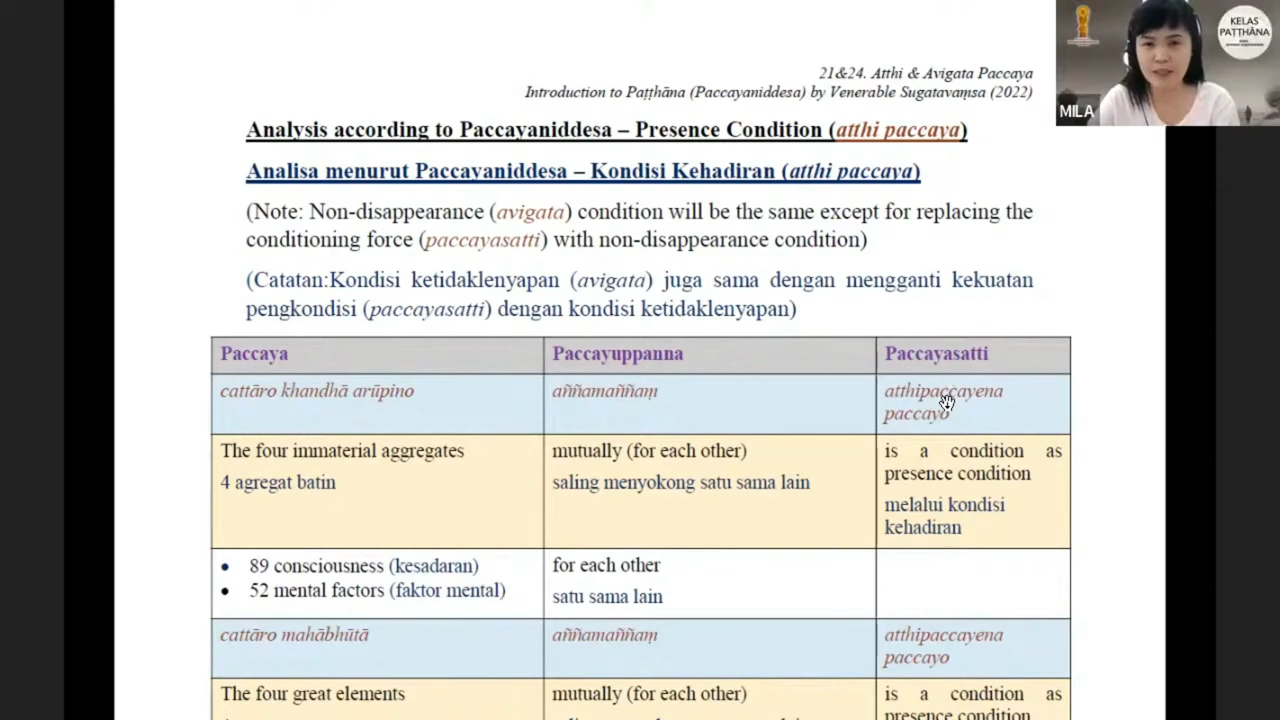 21&24. Atthi & Avigata Paccaya
Introduction to Paṭṭhāna (Paccayaniddesa) by Venerable Sugatavaṃsa (2022)
KELAS
PAṬṬHĀNA
MILA
Analysis according to Paccayaniddesa – Presence Condition (atthi paccaya)
Analisa menurut Paccayaniddesa – Kondisi Kehadiran (atthi paccaya)
(Note: Non-disappearance (avigata) condition will be the same except for replacing the
conditioning force (paccayasatti) with non-disappearance condition)
(Catatan:Kondisi ketidaklenyapan (avigata) juga sama dengan mengganti kekuatan
pengkondisi (paccayasatti) dengan kondisi ketidaklenyapan)
Paccaya
Paccayuppanna
Paccayasatti
cattāro khandhā arūpino
aññamaññaṃ
atthipaccayena
paccayo
The four immaterial aggregates
4 agregat batin
mutually (for each other)
saling menyokong satu sama lain
is a condition as
presence condition
melalui kondisi
kehadiran
• 89 consciousness (kesadaran)
• 52 mental factors (faktor mental)
for each other
satu sama lain
cattāro mahābhūtā
aññamaññaṃ
atthipaccayena
paccayo
The four great elements
mutually (for each other)
is a condition as
presence condition